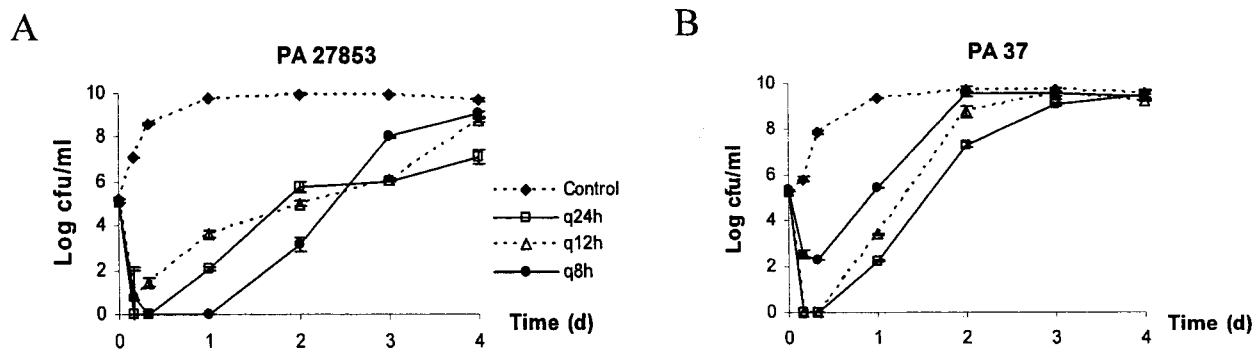 A
PA 27853
Log cfu/ml
10
8
6
4
2
0
0 1 2 3 4
Time (d)
Control
q24h
q12h
q8h
B
PA 37
Log cfu/ml
10
8
6
4
2
0
0 1 2 3 4
Time (d)